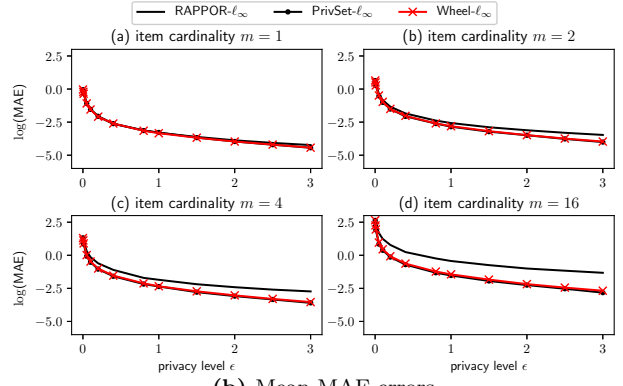 RAPPOR-ℓ∞ PrivSet-ℓ∞ Wheel-ℓ∞
(a) item cardinality m = 1
(b) item cardinality m = 2
log(MAE)
2.5
0.0
−2.5
−5.0
0 1 2 3
2.5
0.0
−2.5
−5.0
0 1 2 3
(c) item cardinality m = 4
(d) item cardinality m = 16
log(MAE)
2.5
0.0
−2.5
−5.0
0 1 2 3
privacy level ϵ
2.5
0.0
−2.5
−5.0
0 1 2 3
privacy level ϵ
(b) Mean MAE errors